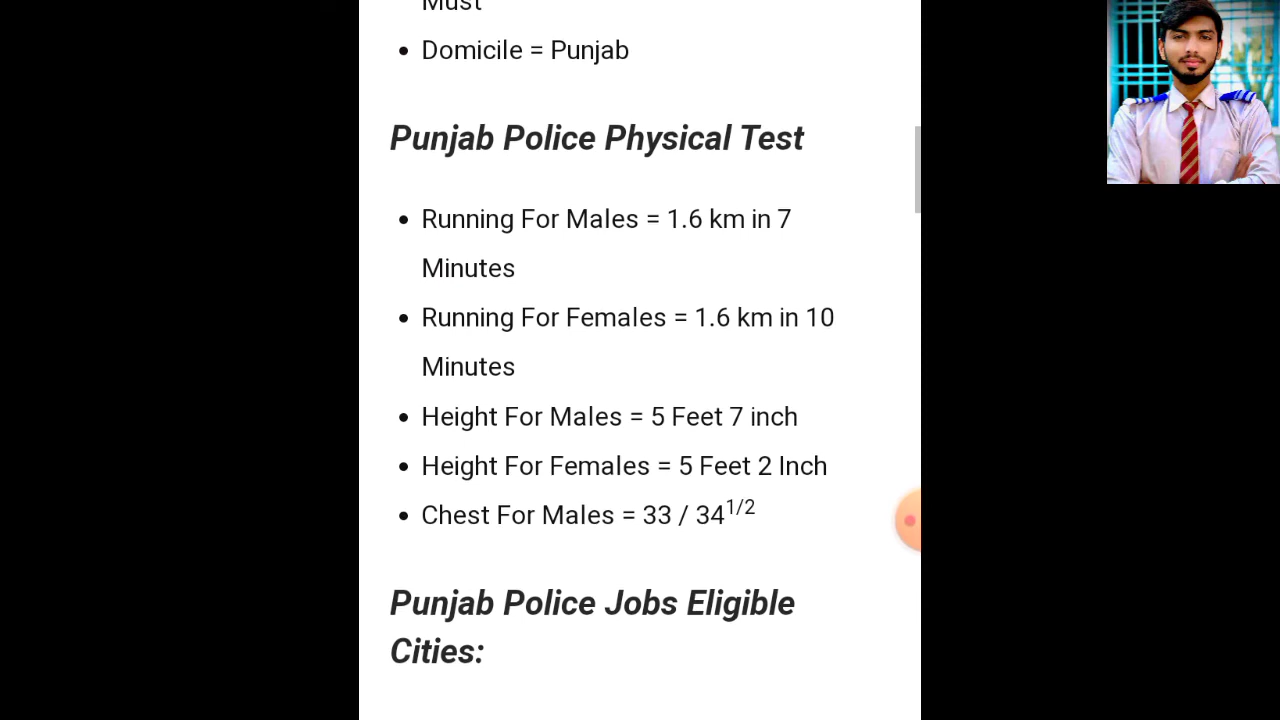 Must
• Domicile = Punjab
Punjab Police Physical Test
• Running For Males = 1.6 km in 7
Minutes
• Running For Females = 1.6 km in 10
Minutes
• Height For Males = 5 Feet 7 inch
• Height For Females = 5 Feet 2 Inch
• Chest For Males = 33 / 34^1/2
Punjab Police Jobs Eligible
Cities: